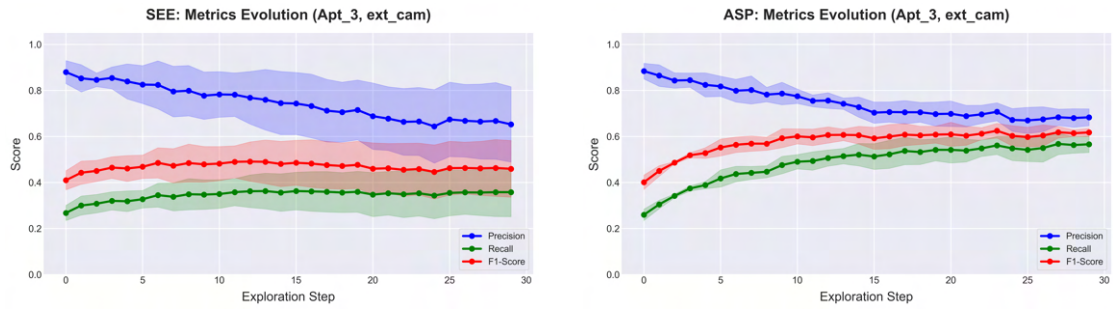 SEE: Metrics Evolution (Apt_3, ext_cam)
1.0
0.8
0.6
0.4
0.2
0.0
Score
0 5 10 15 20 25 30
Exploration Step
Precision
Recall
F1-Score
ASP: Metrics Evolution (Apt_3, ext_cam)
1.0
0.8
0.6
0.4
0.2
0.0
Score
0 5 10 15 20 25 30
Exploration Step
Precision
Recall
F1-Score